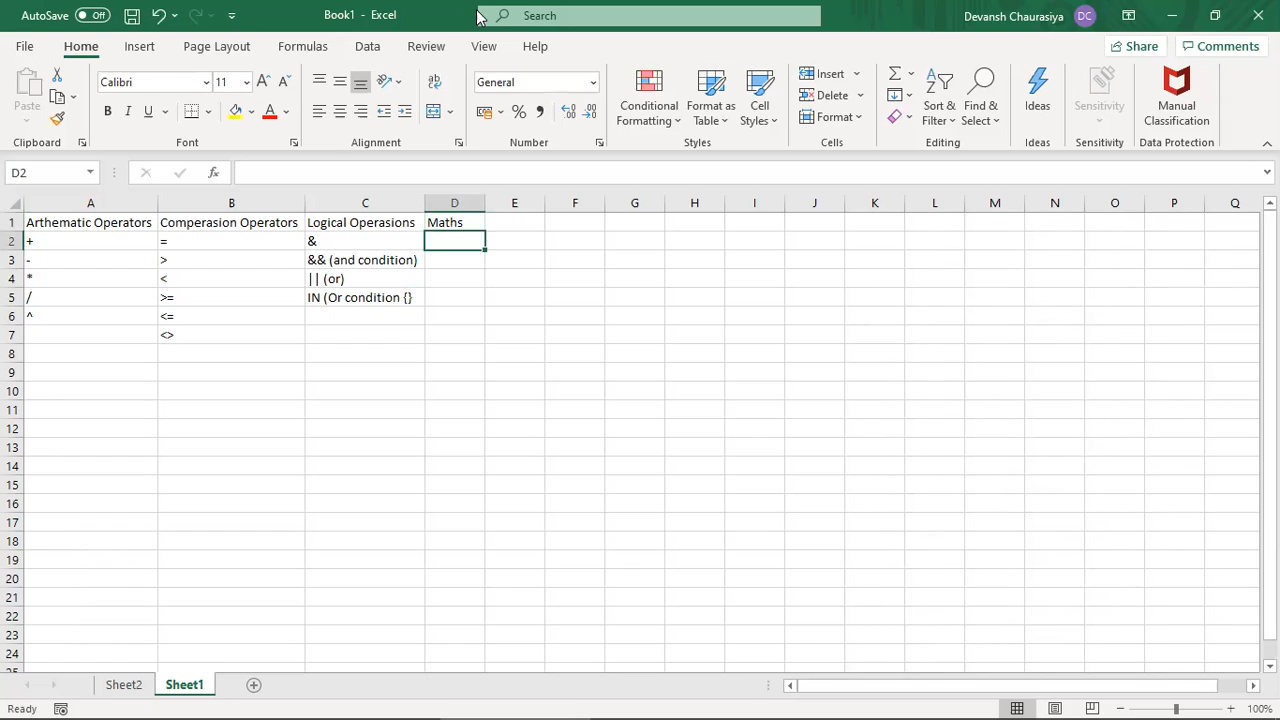 AutoSave Off Book1 - Excel Search Devansh Chaurasiya DC
File Home Insert Page Layout Formulas Data Review View Help Share Comments
Paste Calibri 11 General Conditional Formatting Format as Table Cell Styles Insert Delete Format Sort & Filter Find & Select Ideas Sensitivity Manual Classification
Clipboard Font Alignment Number Styles Cells Editing Ideas Sensitivity Data Protection
D2 fx
A B C D E F G H I J K L M N O P Q
1 Arthematic Operators Comperasion Operators Logical Operasions Maths
2 + = &
3 - > && (and condition)
4 * < || (or)
5 / >= IN (Or condition {}
6 ^ <=
7 <>
8
9
10
11
12
13
14
15
16
17
18
19
20
21
22
23
24
25
Sheet2 Sheet1
Ready 100%